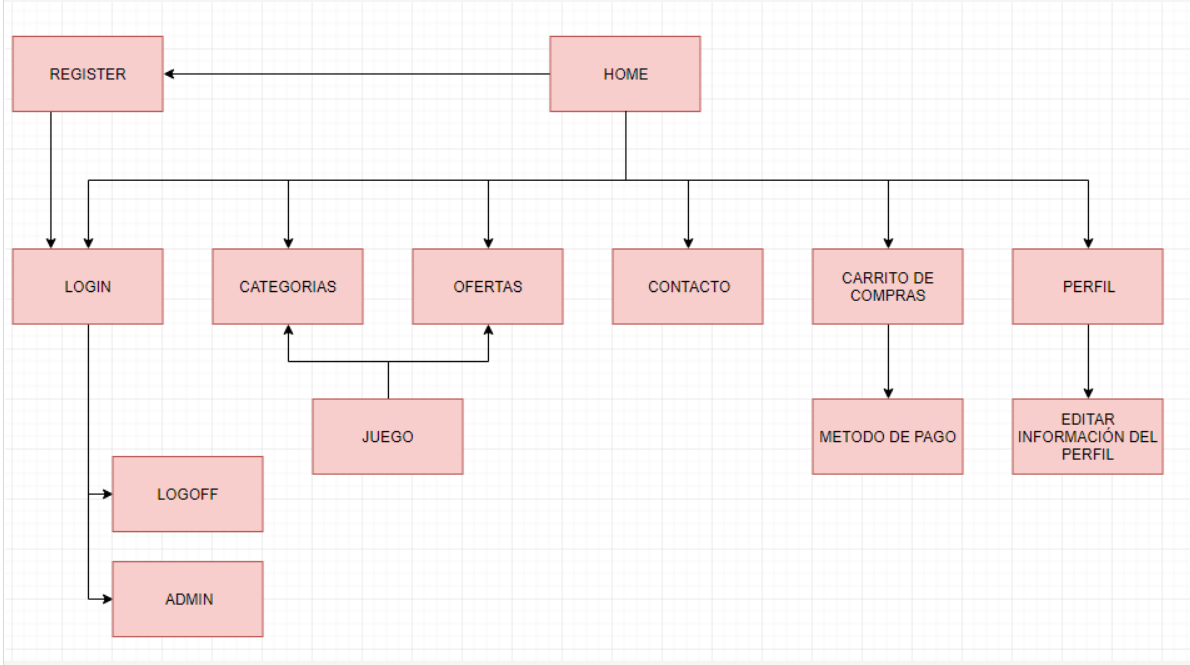 REGISTER
HOME
LOGIN
CATEGORIAS
OFERTAS
CONTACTO
CARRITO DE
COMPRAS
PERFIL
JUEGO
METODO DE PAGO
EDITAR
INFORMACIÓN DEL
PERFIL
LOGOFF
ADMIN